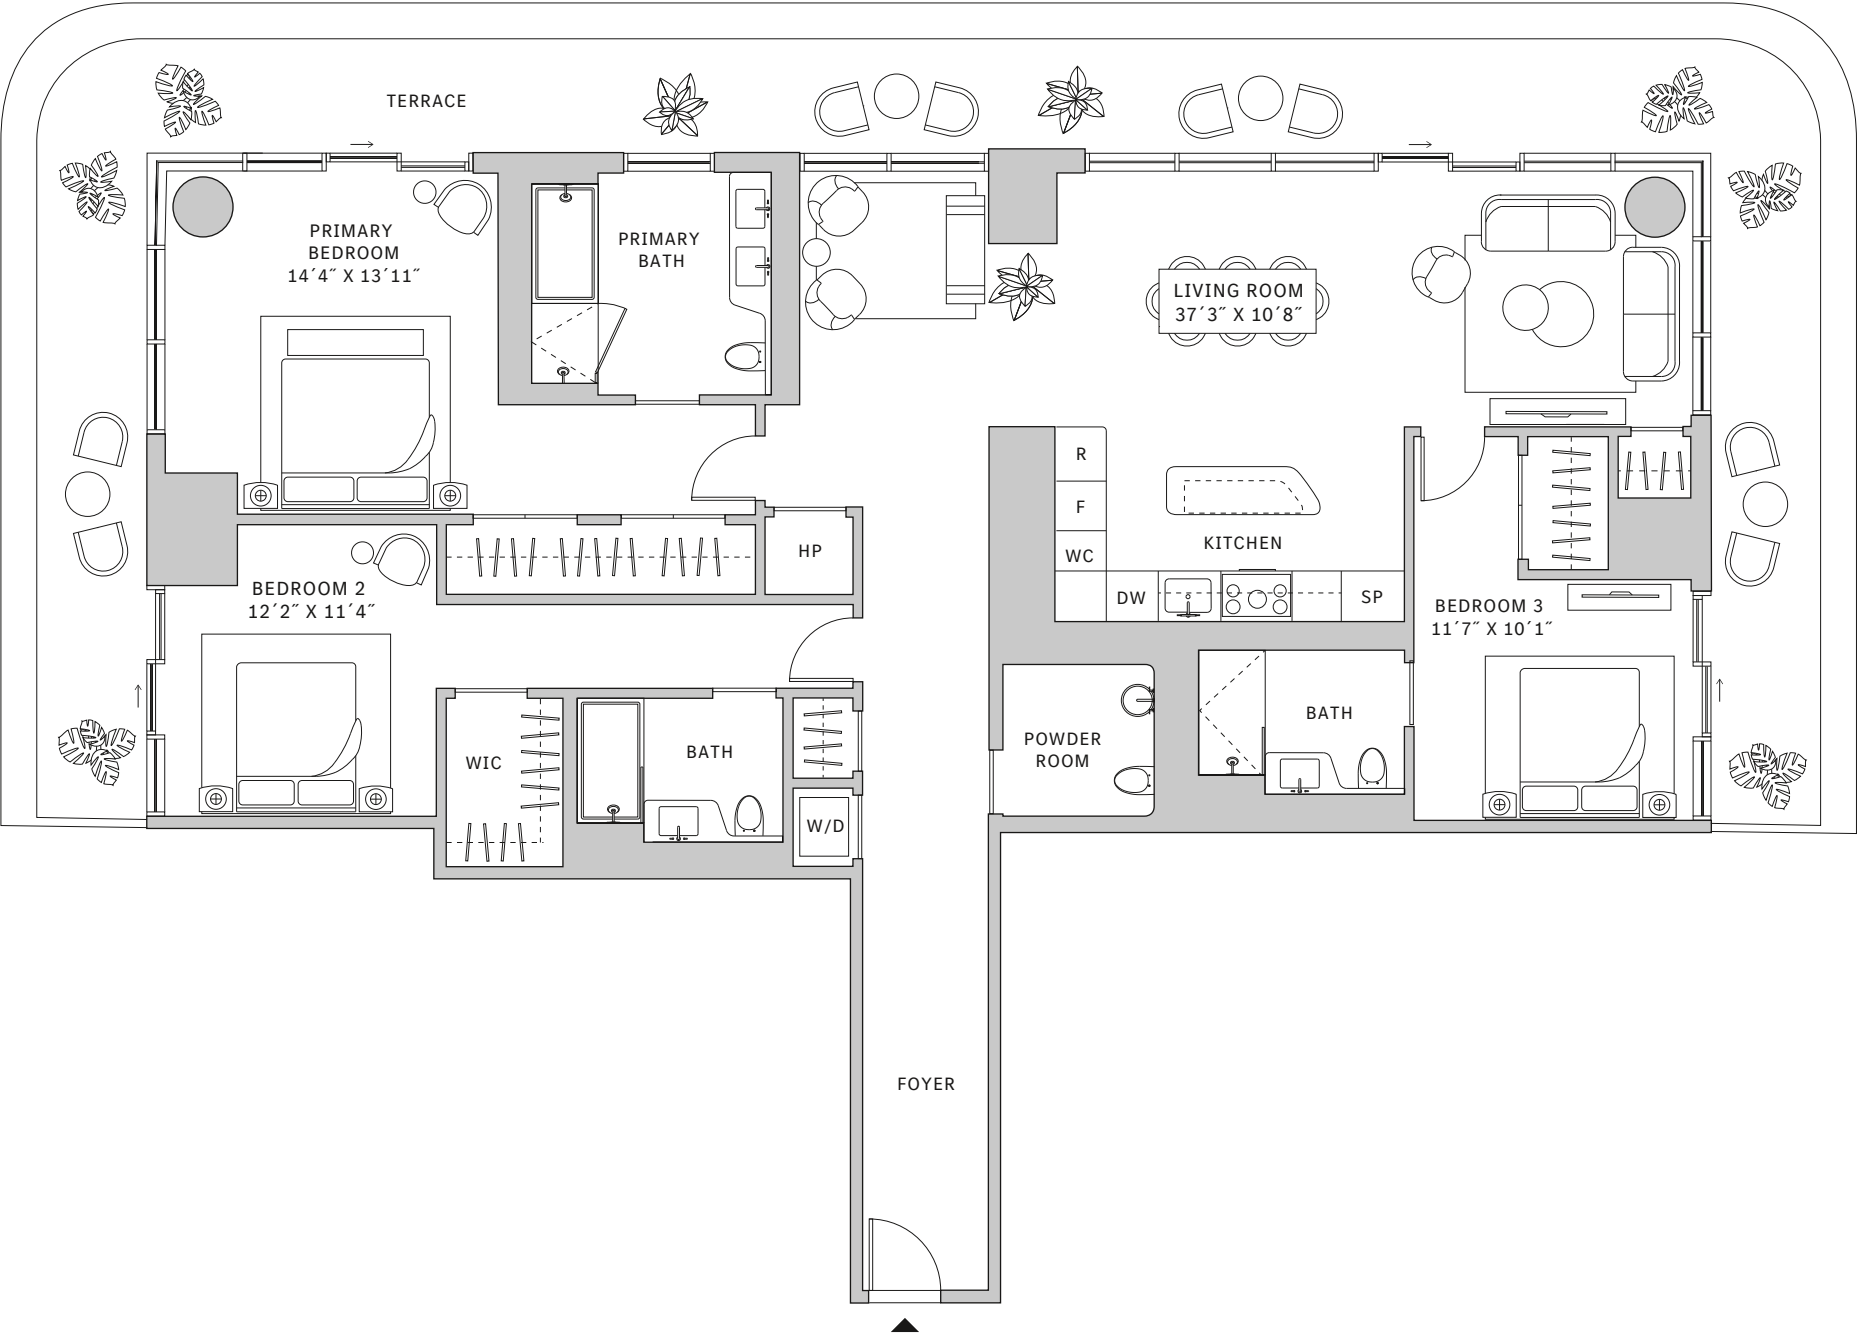 TERRACE
PRIMARY
BEDROOM
14´4˝ X 13´11˝
PRIMARY
BATH
LIVING ROOM
37´3˝ X 10´8˝
R
F
WC
KITCHEN
DW
SP
HP
BEDROOM 2
12´2˝ X 11´4˝
BEDROOM 3
11´7˝ X 10´1˝
WIC
BATH
W/D
POWDER
ROOM
BATH
FOYER